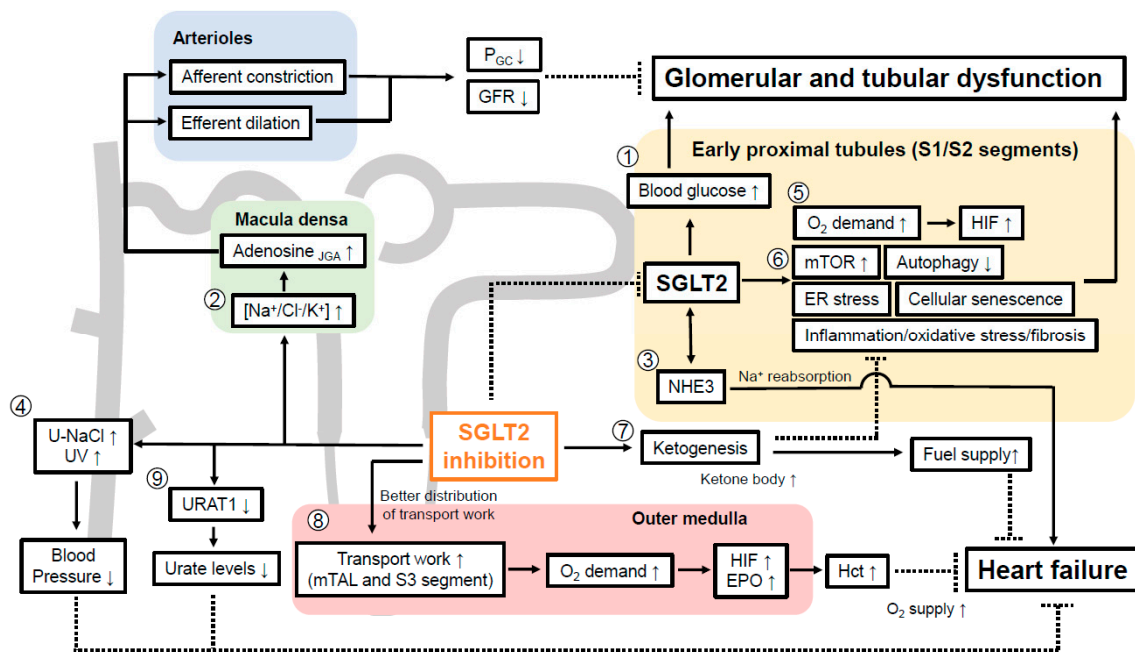 Arterioles
Afferent constriction
Efferent dilation
PGC ↓
GFR ↓
Glomerular and tubular dysfunction
Early proximal tubules (S1/S2 segments)
①
Blood glucose ↑
⑤
O2 demand ↑
HIF ↑
⑥
mTOR ↑
Autophagy ↓
SGLT2
ER stress
Cellular senescence
Inflammation/oxidative stress/fibrosis
③
NHE3
Na+ reabsorption
Macula densa
Adenosine JGA ↑
②
[Na+/Cl-/K+] ↑
④
U-NaCl ↑
UV ↑
SGLT2
inhibition
⑦
Ketogenesis
Ketone body ↑
Fuel supply↑
⑨
URAT1 ↓
Better distribution
of transport work
Blood
Pressure ↓
Urate levels ↓
⑧
Outer medulla
Transport work ↑
(mTAL and S3 segment)
O2 demand ↑
HIF ↑
EPO ↑
Hct ↑
O2 supply ↑
Heart failure